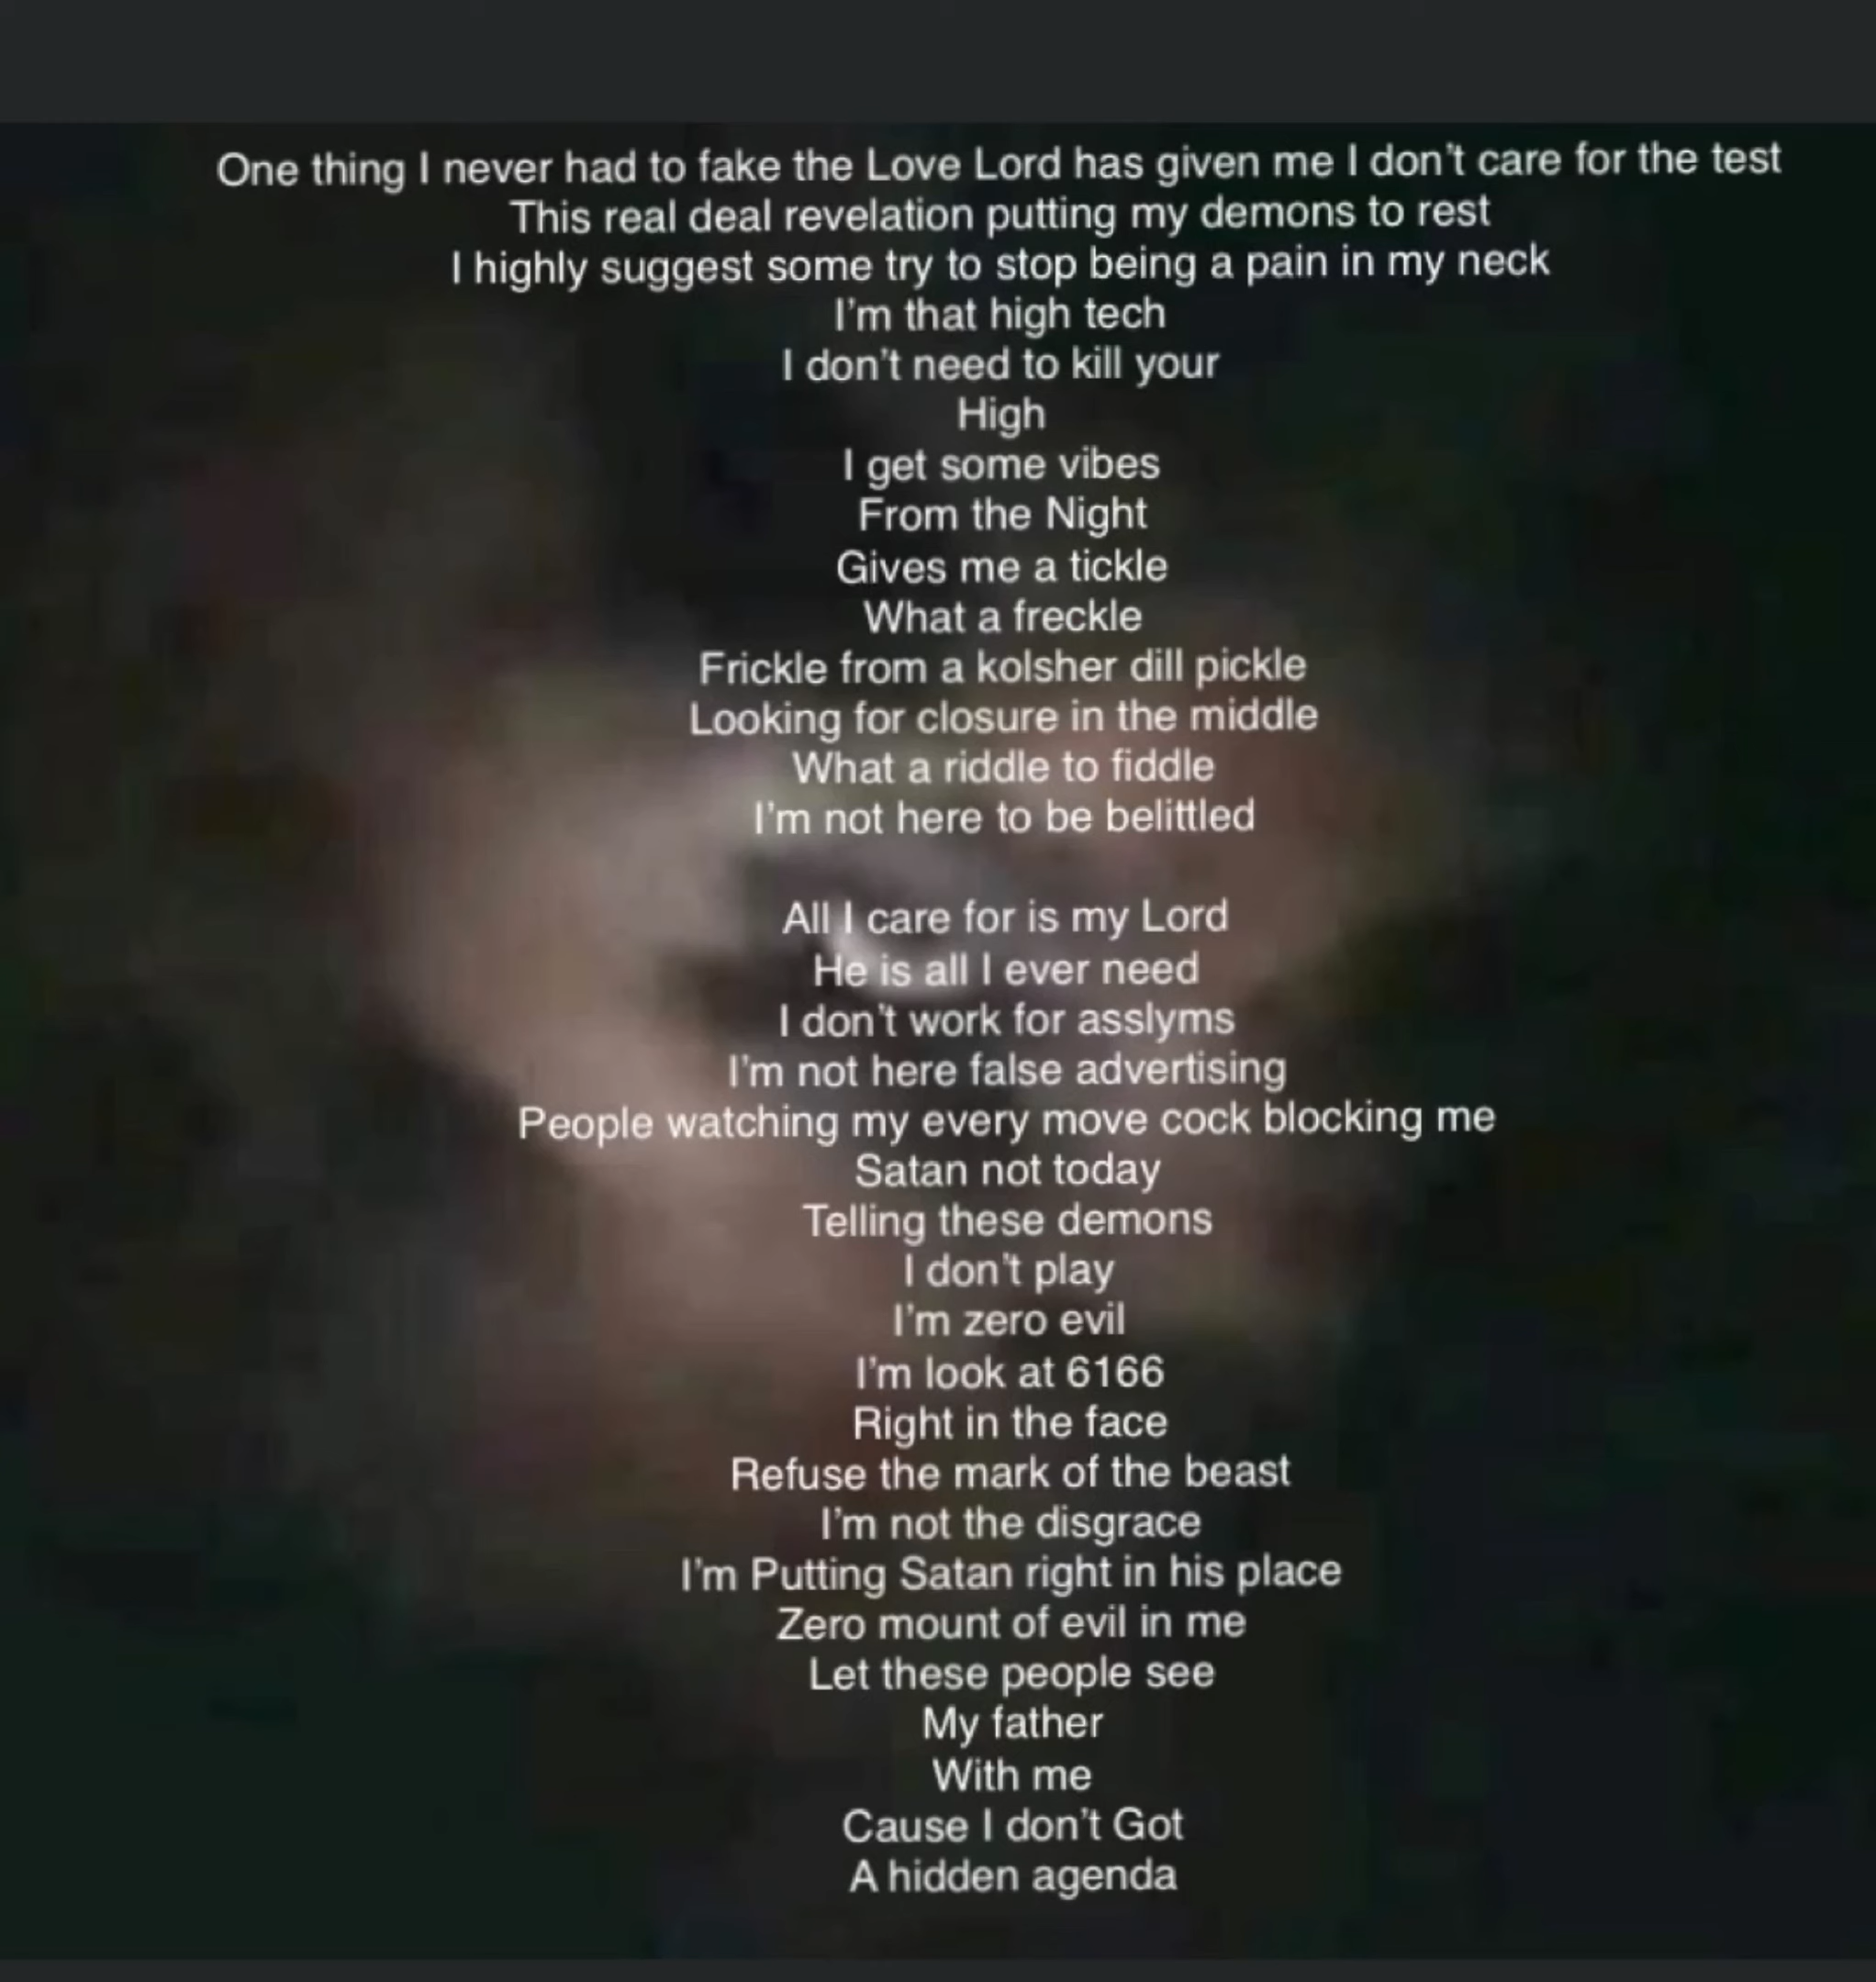 One thing I never had to fake the Love Lord has given me I don't care for the test
This real deal revelation putting my demons to rest
I highly suggest some try to stop being a pain in my neck
I'm that high tech
I don't need to kill your
High
I get some vibes
From the Night
Gives me a tickle
What a freckle
Frickle from a kolsher dill pickle
Looking for closure in the middle
What a riddle to fiddle
I'm not here to be belittled
All I care for is my Lord
He is all I ever need
I don't work for asslyms
I'm not here false advertising
People watching my every move cock blocking me
Satan not today
Telling these demons
I don't play
I'm zero evil
I'm look at 6166
Right in the face
Refuse the mark of the beast
I'm not the disgrace
I'm Putting Satan right in his place
Zero mount of evil in me
Let these people see
My father
With me
Cause I don't Got
A hidden agenda